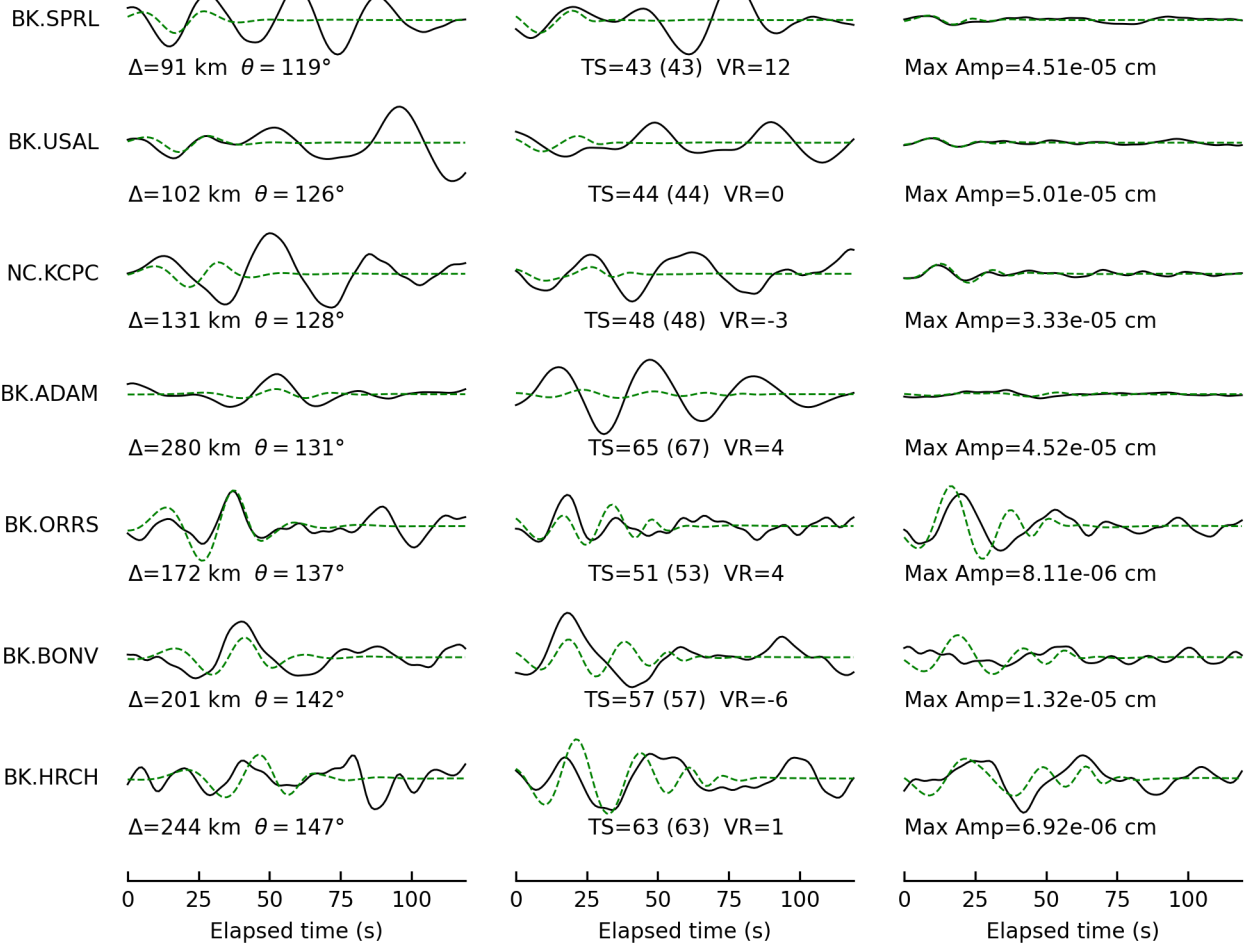 BK.SPRL
Δ=91 km θ = 119° TS=43 (43) VR=12 Max Amp=4.51e-05 cm
BK.USAL
Δ=102 km θ = 126° TS=44 (44) VR=0 Max Amp=5.01e-05 cm
NC.KCPC
Δ=131 km θ = 128° TS=48 (48) VR=-3 Max Amp=3.33e-05 cm
BK.ADAM
Δ=280 km θ = 131° TS=65 (67) VR=4 Max Amp=4.52e-05 cm
BK.ORRS
Δ=172 km θ = 137° TS=51 (53) VR=4 Max Amp=8.11e-06 cm
BK.BONV
Δ=201 km θ = 142° TS=57 (57) VR=-6 Max Amp=1.32e-05 cm
BK.HRCH
Δ=244 km θ = 147° TS=63 (63) VR=1 Max Amp=6.92e-06 cm
0 25 50 75 100 0 25 50 75 100 0 25 50 75 100
Elapsed time (s) Elapsed time (s) Elapsed time (s)